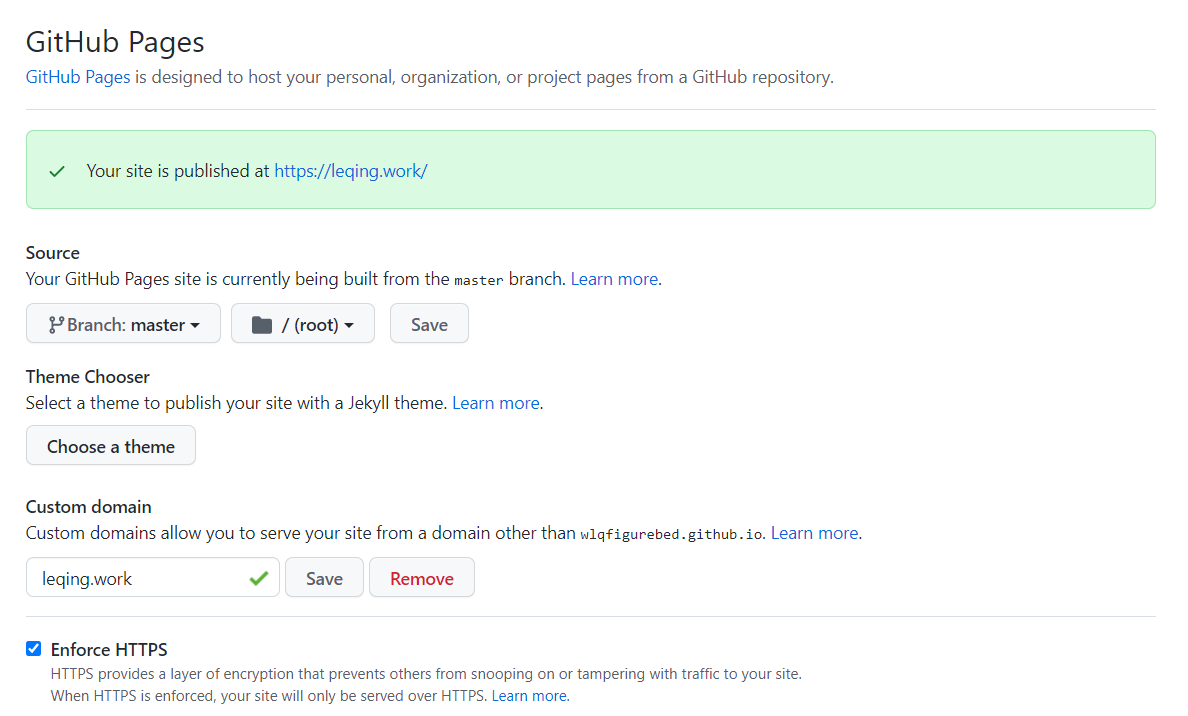 GitHub Pages
GitHub Pages is designed to host your personal, organization, or project pages from a GitHub repository.
Your site is published at https://leqing.work/
Source
Your GitHub Pages site is currently being built from the master branch. Learn more.
Branch: master
/ (root)
Save
Theme Chooser
Select a theme to publish your site with a Jekyll theme. Learn more.
Choose a theme
Custom domain
Custom domains allow you to serve your site from a domain other than wlqfigurebed.github.io. Learn more.
leqing.work
Save
Remove
Enforce HTTPS
HTTPS provides a layer of encryption that prevents others from snooping on or tampering with traffic to your site.
When HTTPS is enforced, your site will only be served over HTTPS. Learn more.